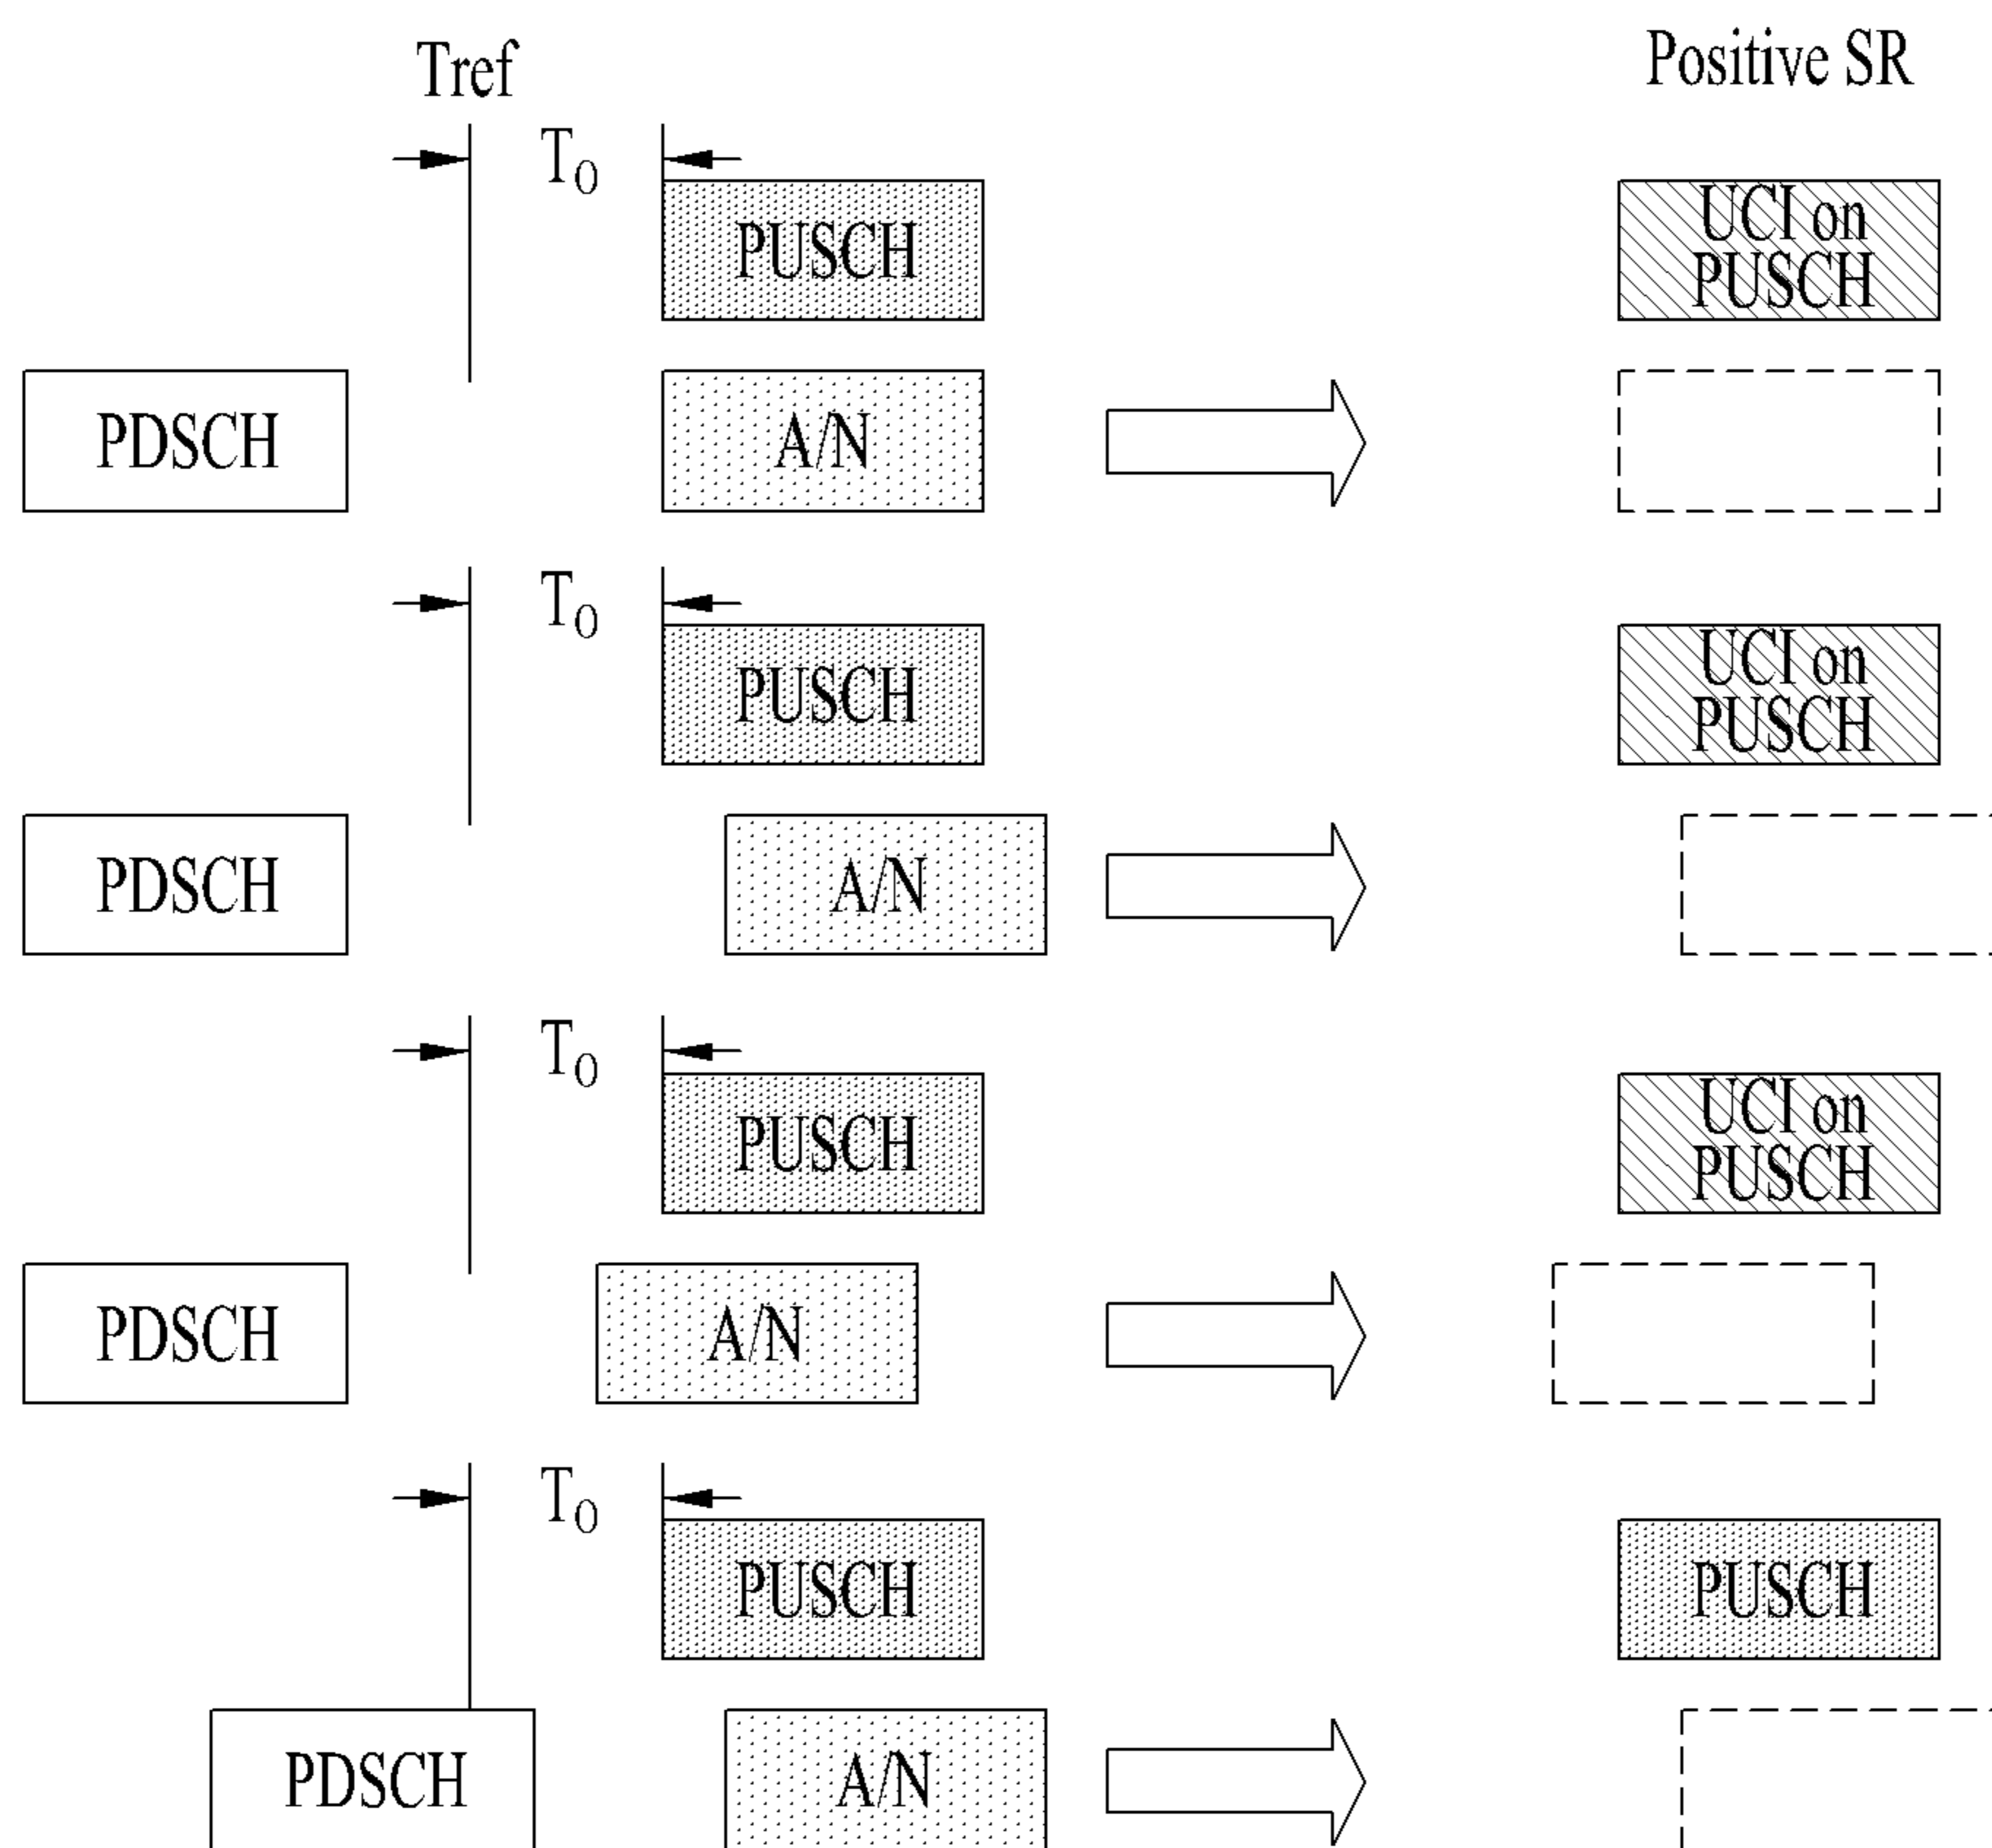 Tref
Positive SR
T0
PUSCH
UCI on
PUSCH
PDSCH
A/N
T0
PUSCH
UCI on
PUSCH
PDSCH
A/N
T0
PUSCH
UCI on
PUSCH
PDSCH
A/N
T0
PUSCH
PUSCH
PDSCH
A/N